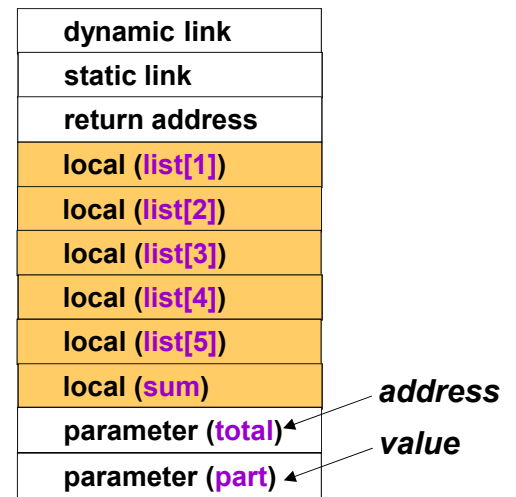 dynamic link
static link
return address
local (list[1])
local (list[2])
local (list[3])
local (list[4])
local (list[5])
local (sum)
address
parameter (total)
value
parameter (part)